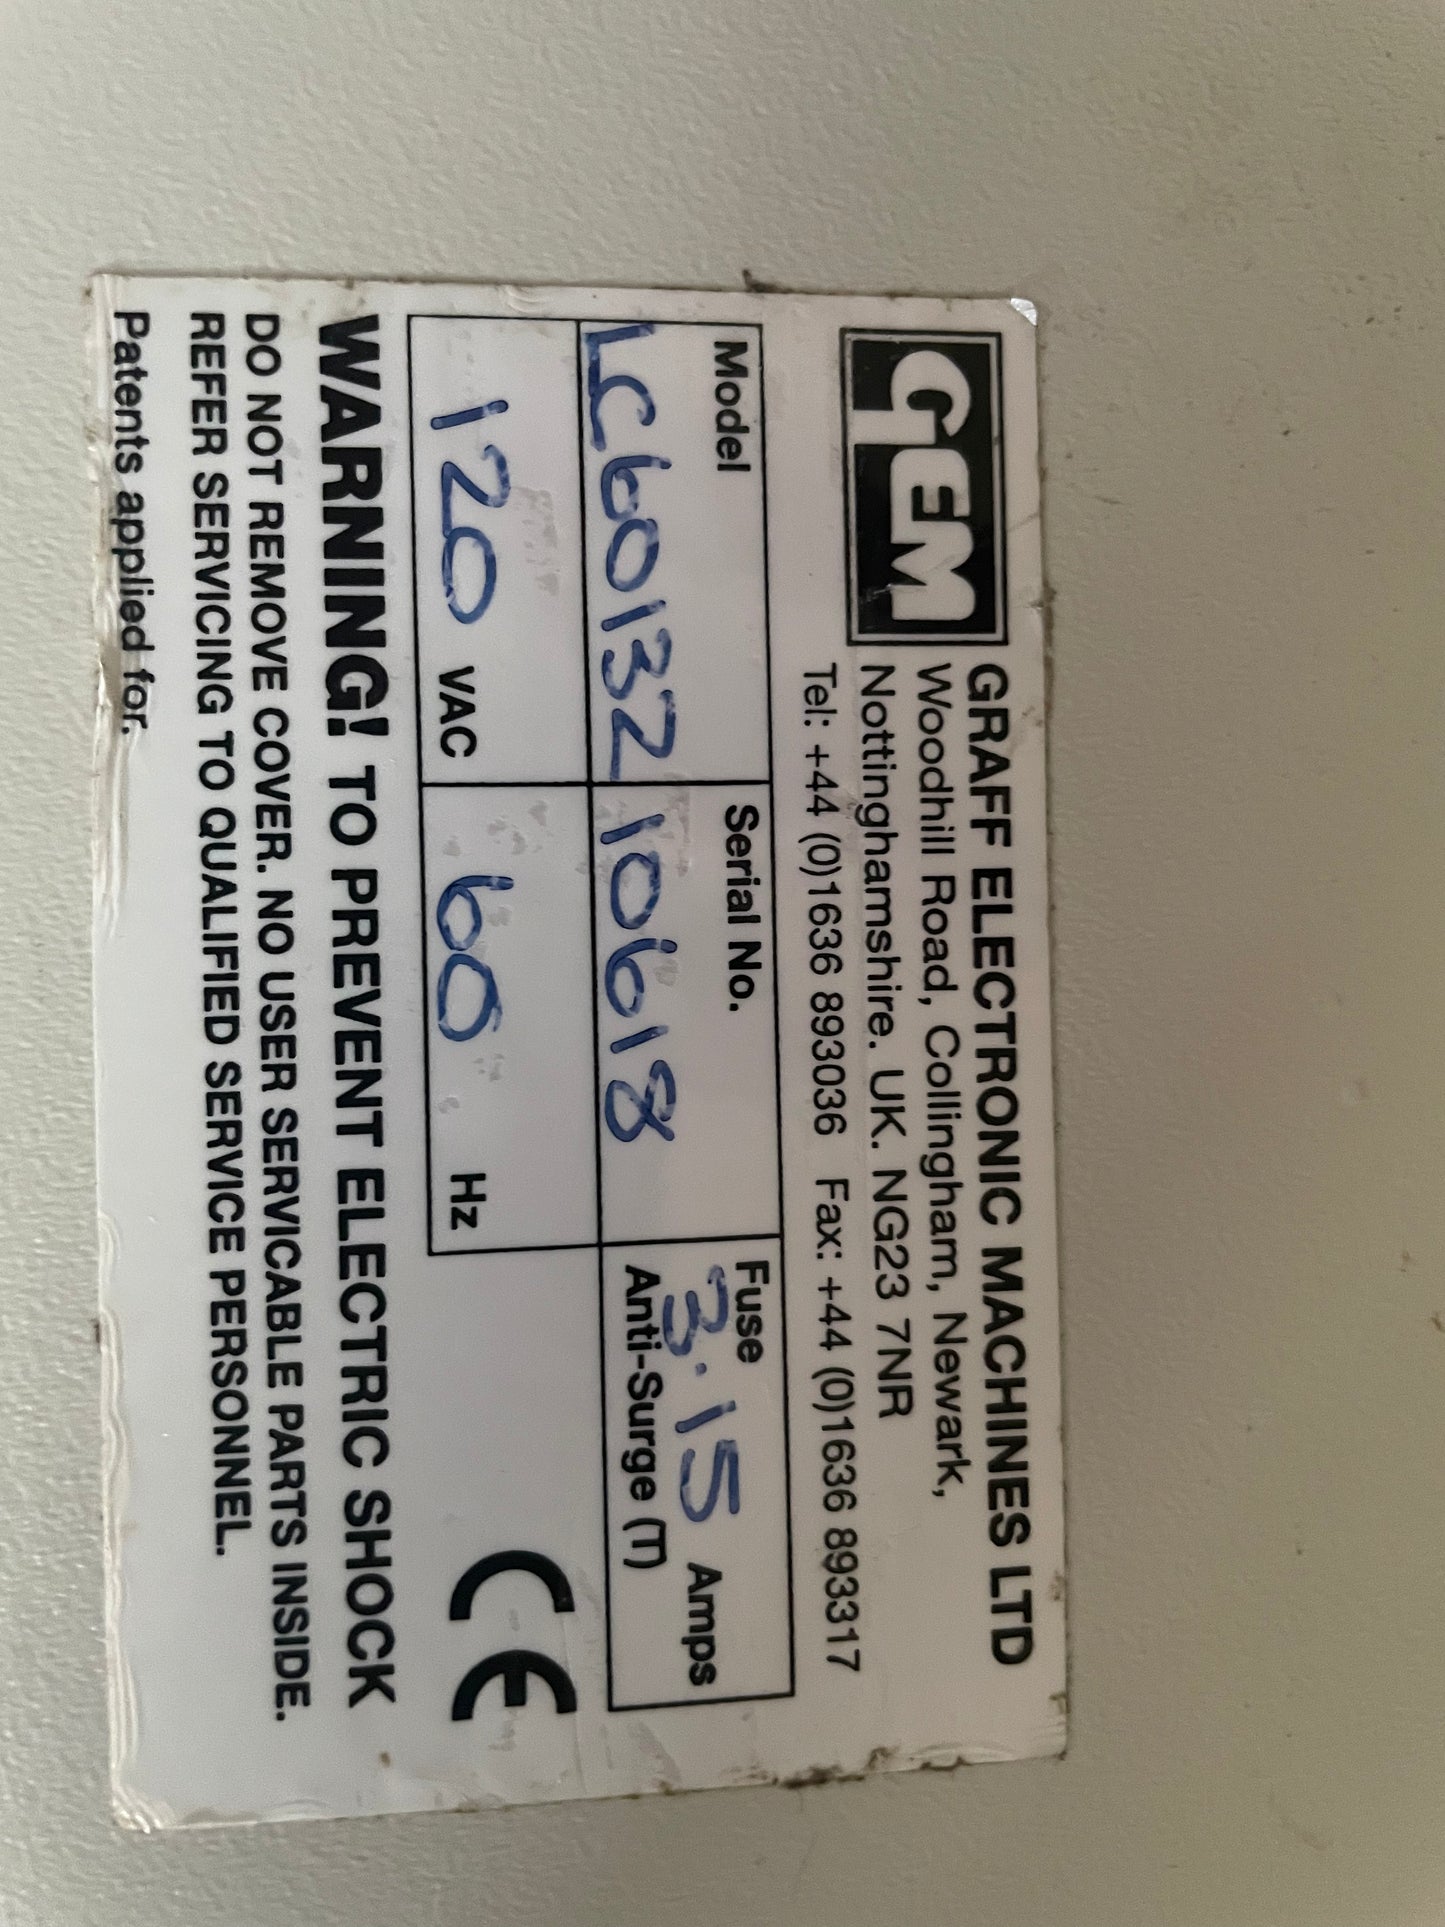 GEM
GRAFF ELECTRONIC MACHINES LTD
Woodhill Road, Collingham, Newark,
Nottinghamshire. UK. NG23 7NR
Tel: +44 (0)1636 893036 Fax: +44 (0)1636 893317
Model Serial No. Fuse
LC60132 106618 3.15 Amps
Anti-Surge (T)
120 VAC 60 Hz
CE
WARNING! TO PREVENT ELECTRIC SHOCK
DO NOT REMOVE COVER. NO USER SERVICABLE PARTS INSIDE.
REFER SERVICING TO QUALIFIED SERVICE PERSONNEL.
Patents applied for.